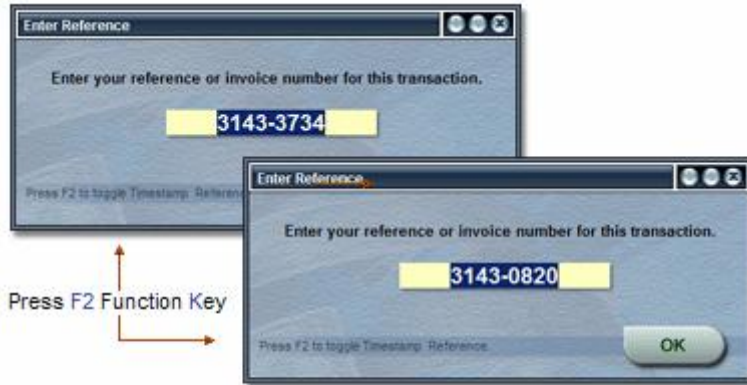 Enter Reference
Enter your reference or invoice number for this transaction.
3143-3734
Press F2 to toggle Timestamp Reference
Enter Reference
Enter your reference or invoice number for this transaction.
3143-0820
Press F2 to toggle Timestamp Reference.
OK
Press F2 Function Key